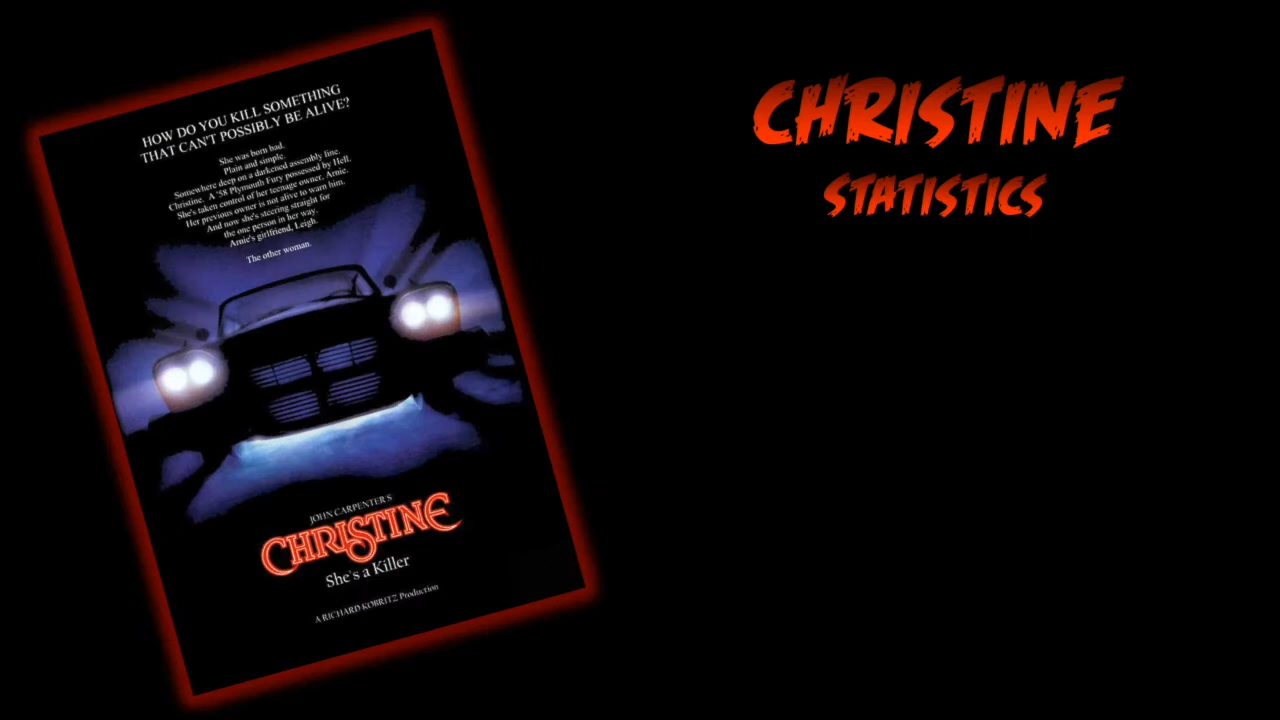 HOW DO YOU KILL SOMETHING
THAT CAN'T POSSIBLY BE ALIVE?
She was born bad.
Plain and simple.
Somewhere deep on a darkened assembly line.
Christine. A '58 Plymouth Fury possessed by Hell.
She's taken control of her teenage owner, Arnie.
Her previous owner is not alive to warn him.
And now she's steering straight for
the one person in her way.
Arnie's girlfriend, Leigh.
The other woman.
JOHN CARPENTER'S
CHRISTINE
She's a Killer
A RICHARD KOBRITZ Production
CHRISTINE
STATISTICS